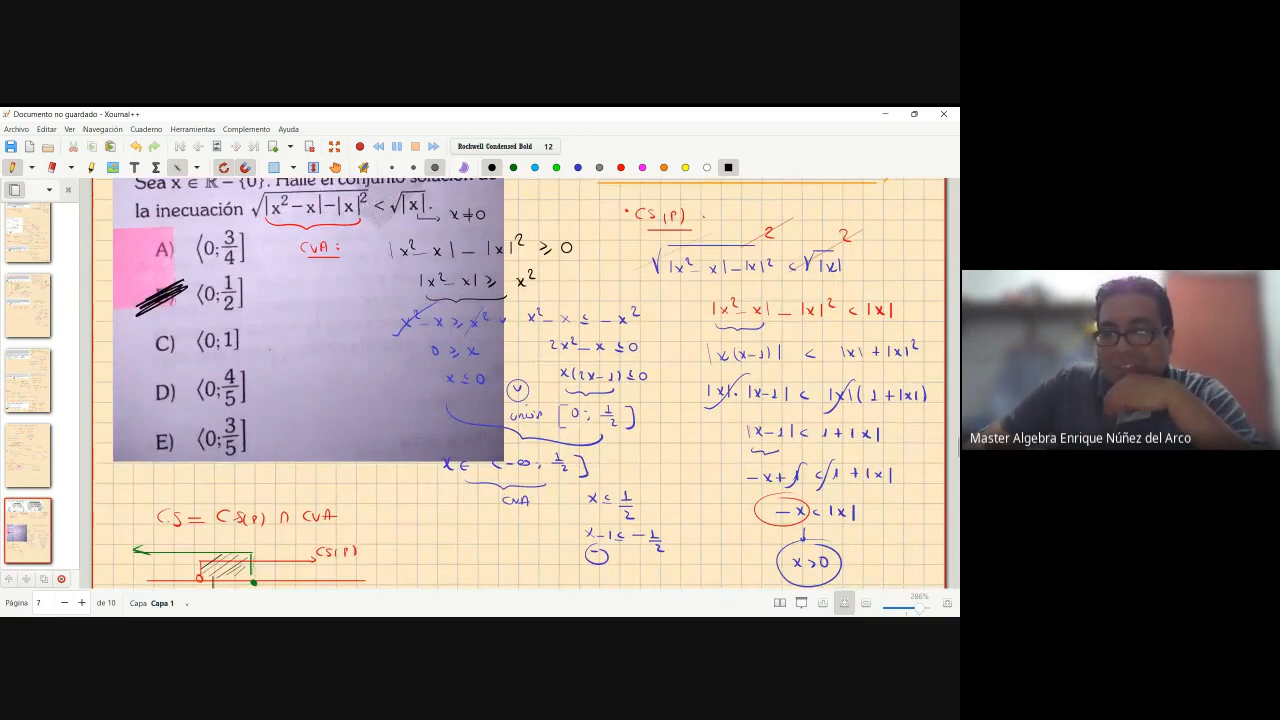 Documento no guardado - Xournal++
Archivo Editar Ver Navegación Cuaderno Herramientas Complemento Ayuda
Rockwell Condensed Bold 12
Sea x ∈ ℝ - {0}. Halle el conjunto solución de
la inecuación √(|x² - x| - |x|²) < √|x|.
x ≠ 0
A) ⟨0; 3/4]
⟨0; 1/2]
C) ⟨0; 1]
D) ⟨0; 4/5]
E) ⟨0; 3/5]
CVA:
|x² - x| - |x|² ≥ 0
|x² - x| ≥ x²
x² - x ≥ x² ∨ x² - x ≤ - x²
0 ≥ x
2x² - x ≤ 0
x ≤ 0
x(2x-1) ≤ 0
∨
unión [0; 1/2]
x ∈ ⟨-∞; 1/2]
CVA
x ≤ 1/2
x-1 ≤ - 1/2
(-)
CS = CS(P) ∩ CVA
CS(P)
0
• CS(P).
2 2
√(|x² - x| - |x|²) < √|x|
|x² - x| - |x|² < |x|
|x(x-1)| < |x| + |x|²
|x|. |x-1| < |x|(1+|x|)
|x-1| < 1+|x|
-x+1 < 1+|x|
-x < |x|
x > 0
Página 7 de 10 Capa Capa 1
286%
Master Algebra Enrique Núñez del Arco